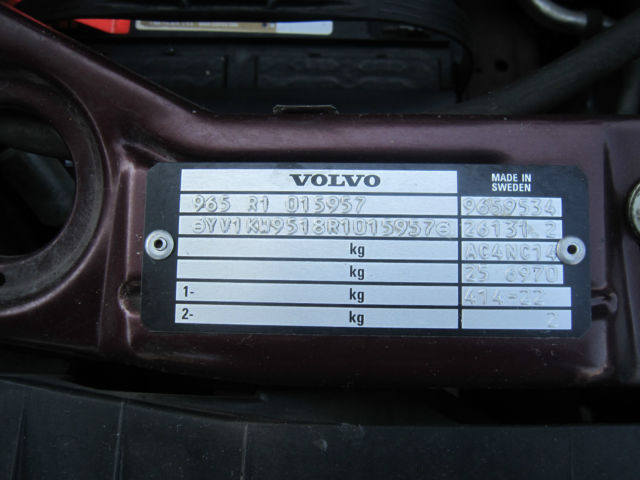 VOLVO
MADE IN
SWEDEN
965 R1 015957
9659534
YV1KW9518R1015957
26131 2
kg
AC4NC14
kg
25 6970
1- kg
414-22
2- kg
2